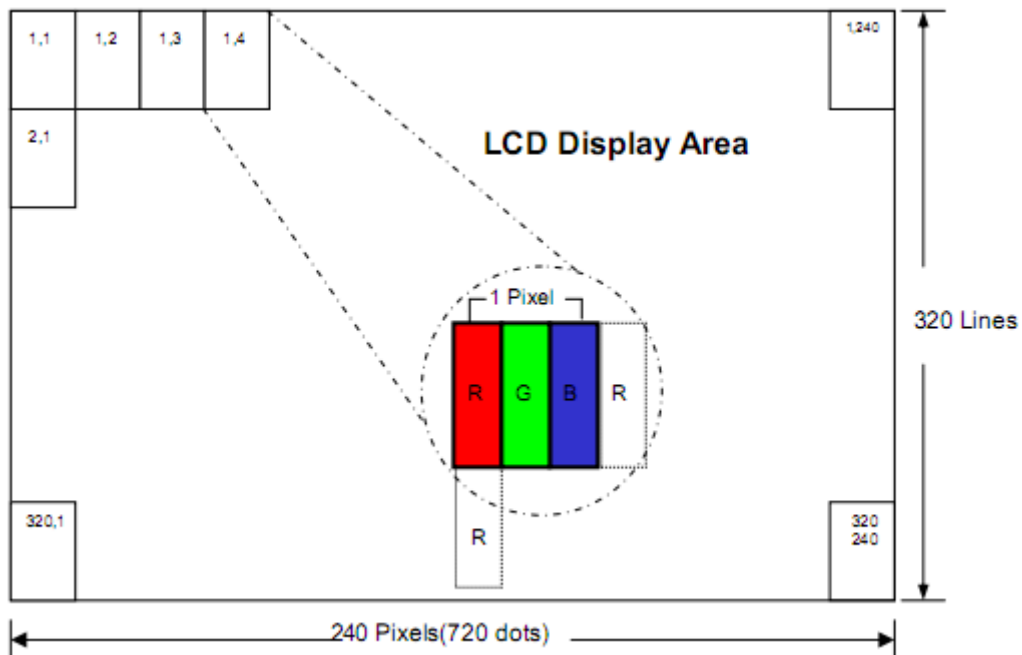 1,1 1,2 1,3 1,4 1,240
2,1
LCD Display Area
1 Pixel
320 Lines
R G B R
320,1
R
320
240
240 Pixels(720 dots)